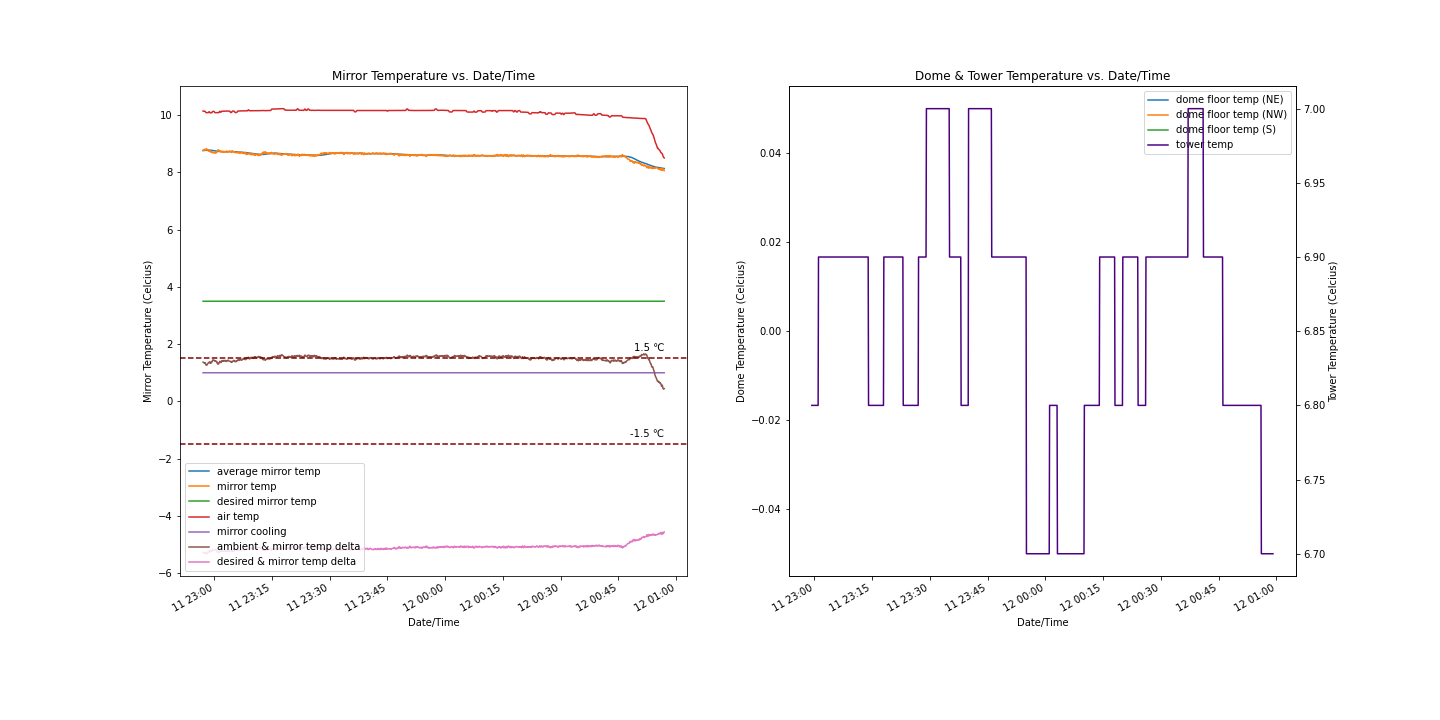 Mirror Temperature vs. Date/Time
Mirror Temperature (Celcius)
10
8
6
4
2
0
−2
−4
−6
1.5 °C
-1.5 °C
average mirror temp
mirror temp
desired mirror temp
air temp
mirror cooling
ambient & mirror temp delta
desired & mirror temp delta
11 23:00
11 23:15
11 23:30
11 23:45
12 00:00
12 00:15
12 00:30
12 00:45
12 01:00
Date/Time
Dome & Tower Temperature vs. Date/Time
Dome Temperature (Celcius)
0.04
0.02
0.00
−0.02
−0.04
dome floor temp (NE)
dome floor temp (NW)
dome floor temp (S)
tower temp
7.00
6.95
6.90
6.85
6.80
6.75
6.70
Tower Temperature (Celcius)
11 23:00
11 23:15
11 23:30
11 23:45
12 00:00
12 00:15
12 00:30
12 00:45
12 01:00
Date/Time